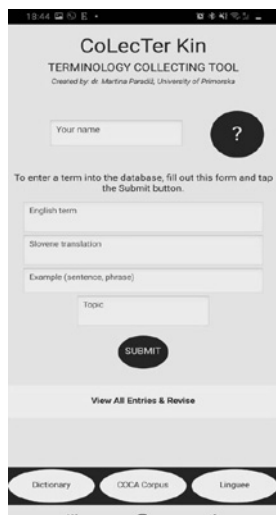 18:44
CoLecTer Kin
TERMINOLOGY COLLECTING TOOL
Created by: dr. Martina Paradiž, University of Primorska
Your name
?
To enter a term into the database, fill out this form and tap
the Submit button.
English term
Slovene translation
Example (sentence, phrase)
Topic
SUBMIT
View All Entries & Revise
Dictionary
COCA Corpus
Linguee